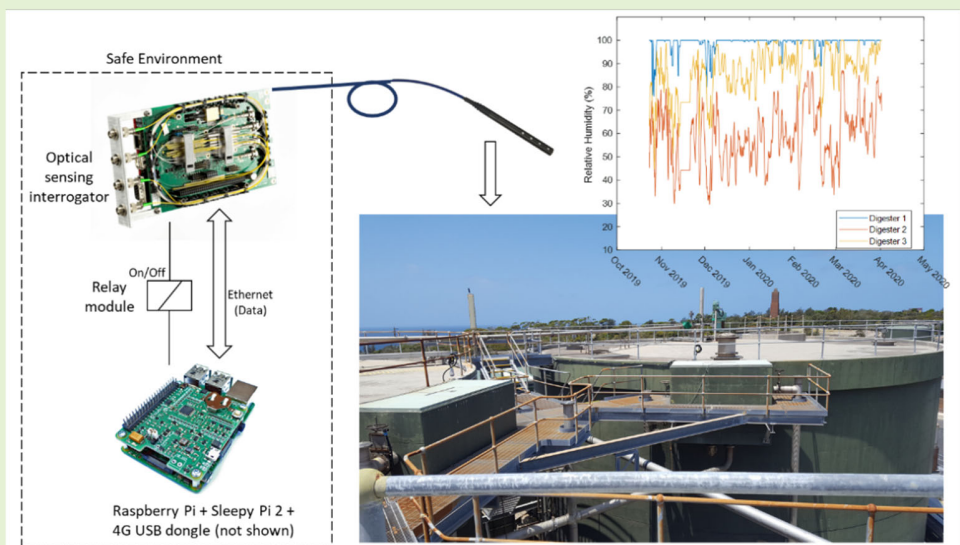 Safe Environment
Optical
sensing
interrogator
On/Off
Relay
module
Ethernet
(Data)
Raspberry Pi + Sleepy Pi 2 +
4G USB dongle (not shown)
Relative Humidity (%)
100
90
80
70
60
50
40
30
20
10
Digester 1
Digester 2
Digester 3
Oct 2019
Nov 2019
Dec 2019
Jan 2020
Feb 2020
Mar 2020
Apr 2020
May 2020